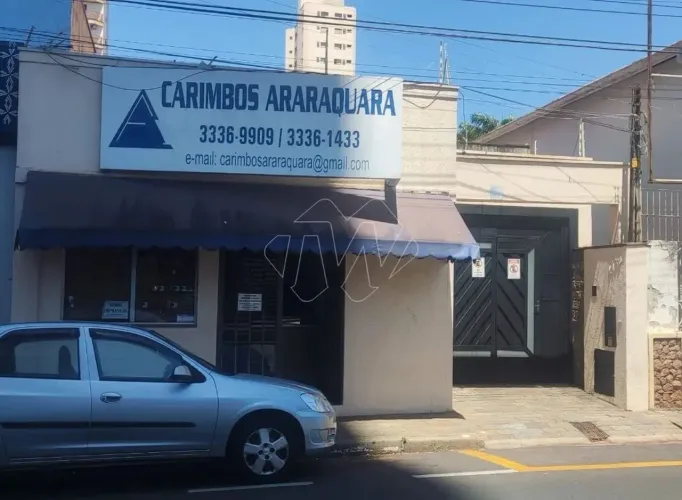 CARIMBOS ARARAQUARA
3336-9909 / 3336-1433
e-mail: carimbosararaquara@gmail.com